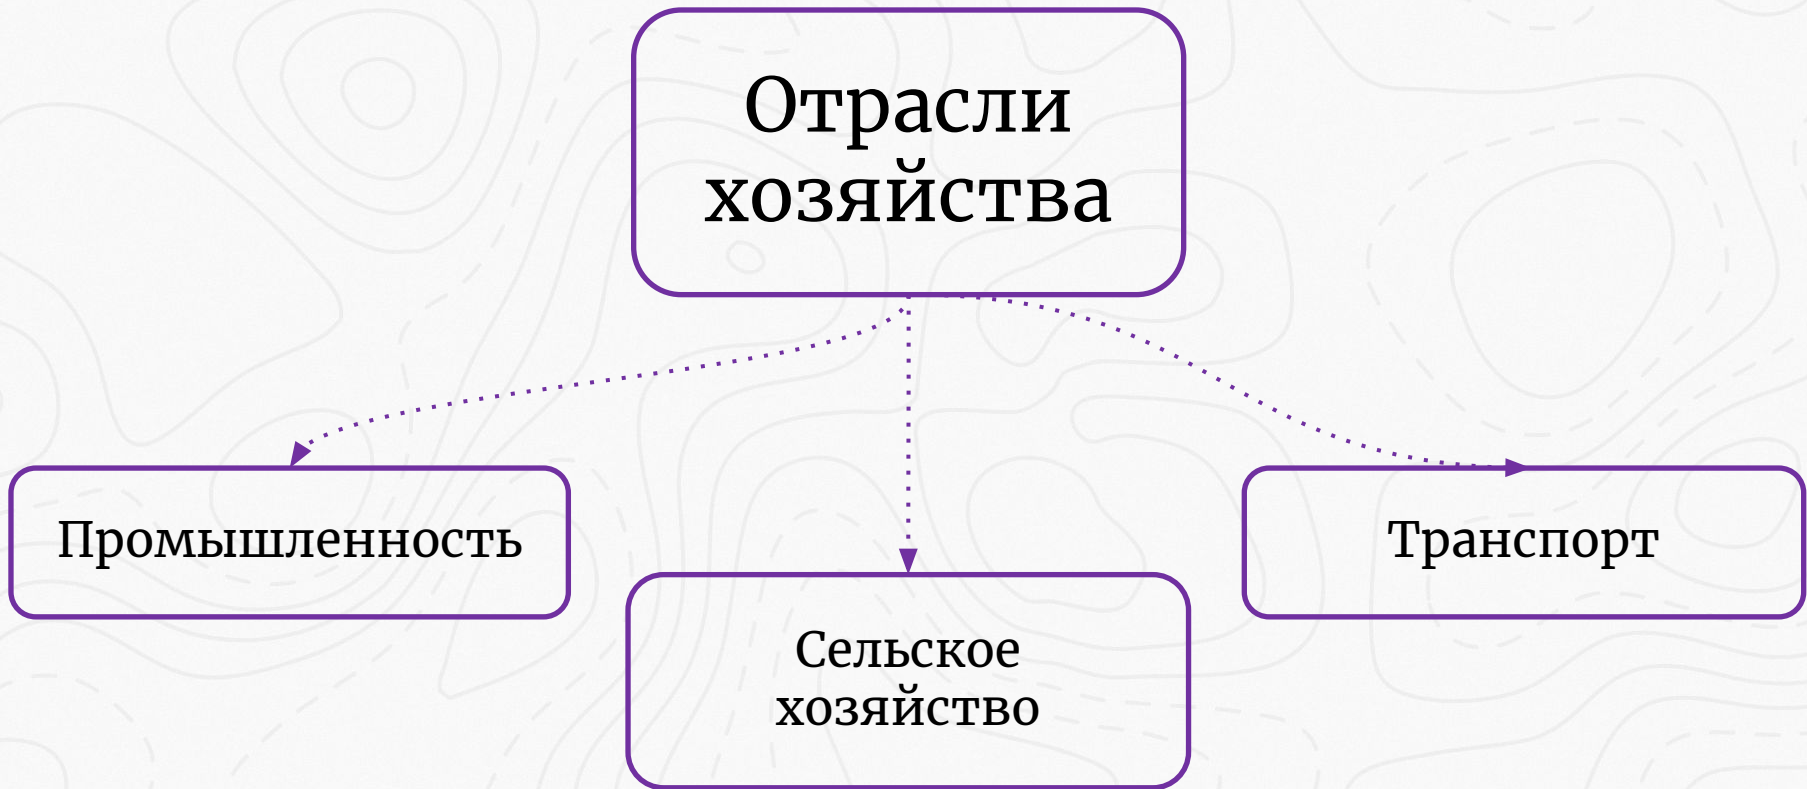 Отрасли
хозяйства
Промышленность
Сельское
хозяйство
Транспорт